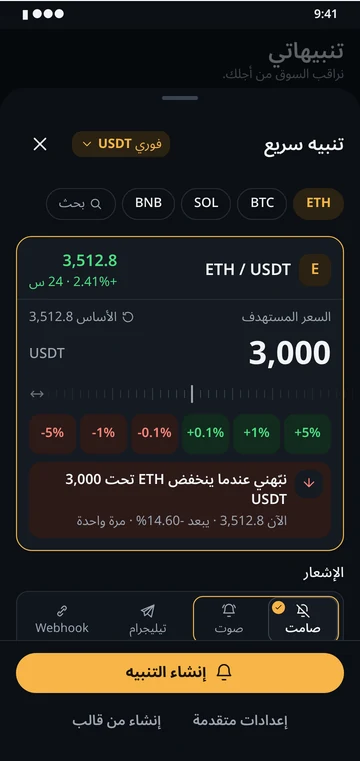 9:41
تنبيهاتي
نراقب السوق من أجلك.
تنبيه سريع
فوري USDT
ETH
BTC
SOL
BNB
بحث
E
ETH / USDT
3,512.8
+2.41% · 24 س
السعر المستهدف
الأساس 3,512.8
3,000
USDT
+5%
+1%
+0.1%
-0.1%
-1%
-5%
نبّهني عندما ينخفض ETH تحت 3,000
USDT
الآن 3,512.8 · يبعد -14.60% · مرة واحدة
الإشعار
صامت
صوت
تيليجرام
Webhook
إنشاء التنبيه
إعدادات متقدمة
إنشاء من قالب